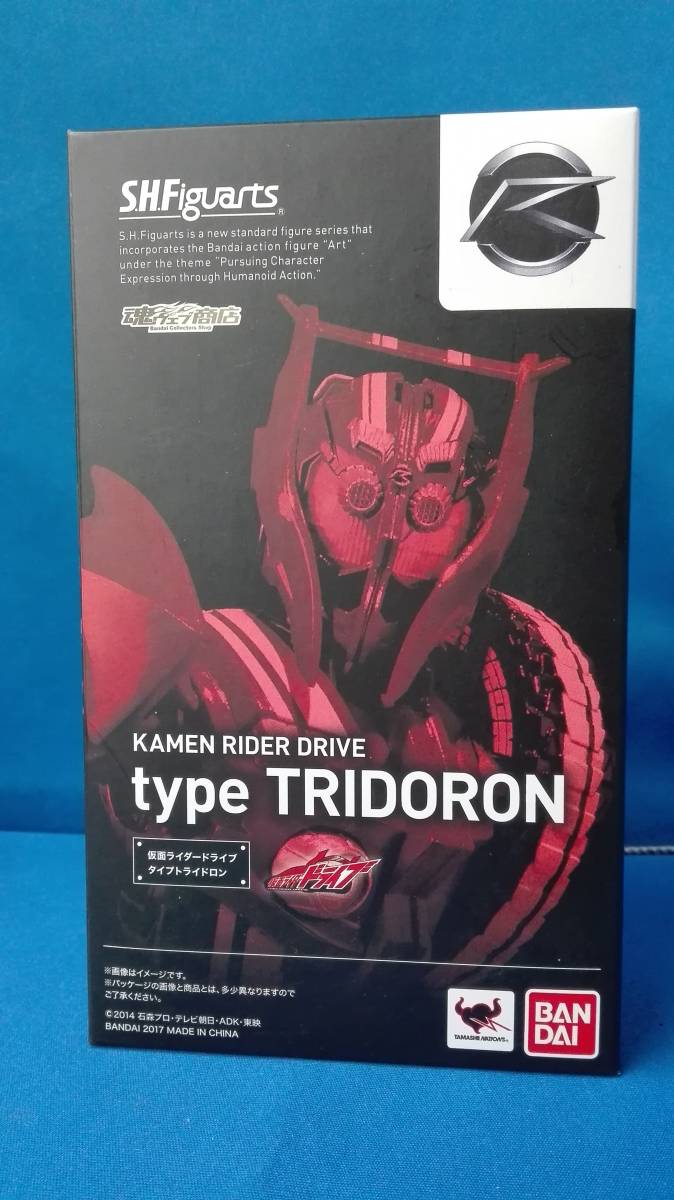 S.H.Figuarts®
S.H.Figuarts is a new standard figure series that
incorporates the Bandai action figure "Art"
under the theme "Pursuing Character
Expression through Humanoid Action."
魂ウェブ商店
Bandai Collectors Shop
KAMEN RIDER DRIVE
type TRIDORON
仮面ライダードライブ
タイプトライドロン
仮面ライダードライブ
※画像はイメージです。
※パッケージの画像と商品とは、多少異なりますので
ご了承ください。
©2014 石森プロ・テレビ朝日・ADK・東映
BANDAI 2017 MADE IN CHINA
TAMASHII NATIONS®
BAN
DAI